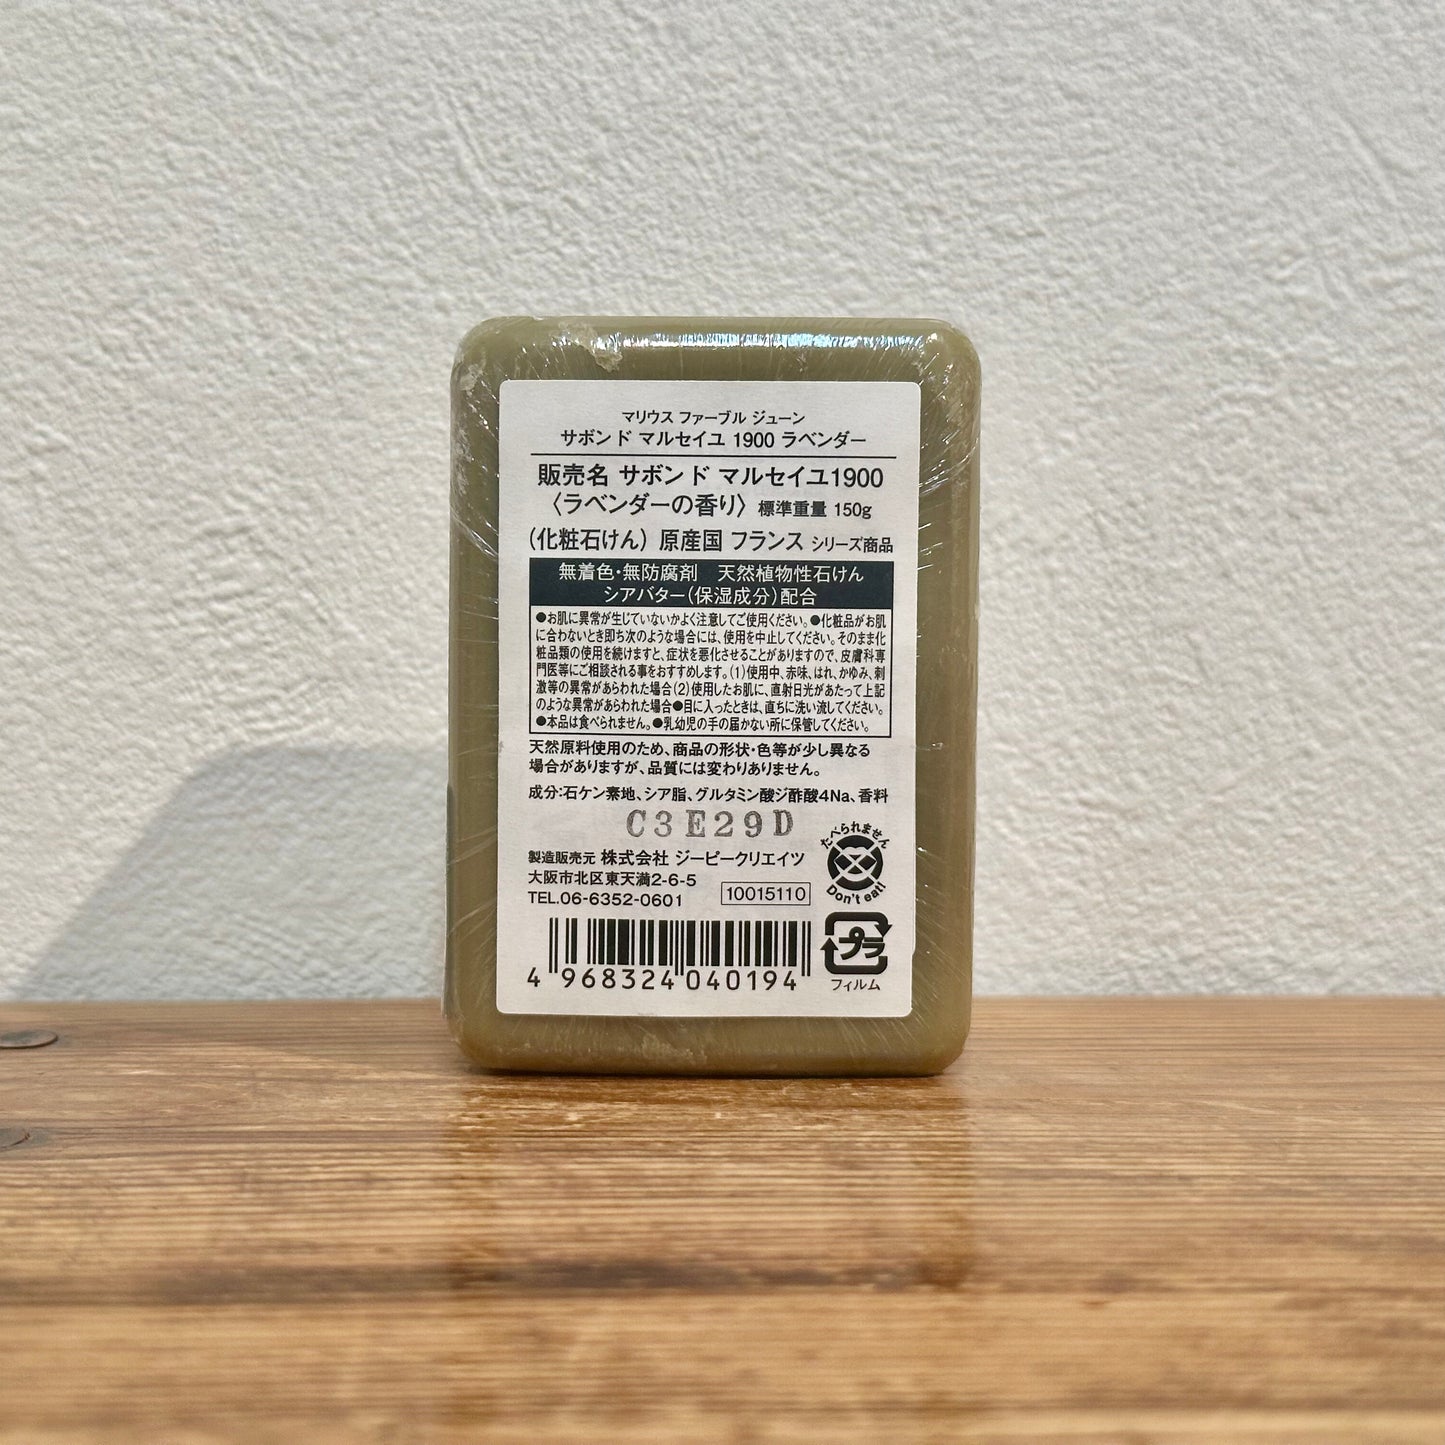 マリウス ファーブル ジューン
サボンド マルセイユ 1900 ラベンダー
販売名 サボンド マルセイユ1900
〈ラベンダーの香り〉 標準重量 150g
(化粧石けん) 原産国 フランス シリーズ商品
無着色・無防腐剤 天然植物性石けん
シアバター(保湿成分)配合
●お肌に異常が生じていないかよく注意してご使用ください。●化粧品がお肌
に合わないとき即ち次のような場合には、使用を中止してください。そのまま化
粧品類の使用を続けますと、症状を悪化させることがありますので、皮膚科専
門医等にご相談される事をおすすめします。(1)使用中、赤味、はれ、かゆみ、刺
激等の異常があらわれた場合(2)使用したお肌に、直射日光があたって上記
のような異常があらわれた場合●目に入ったときは、直ちに洗い流してください。
●本品は食べられません。●乳幼児の手の届かない所に保管してください。
天然原料使用のため、商品の形状・色等が少し異なる
場合がありますが、品質には変わりありません。
成分:石ケン素地、シア脂、グルタミン酸ジ酢酸4Na、香料
C3E29D
たべられません
Don't eat!
製造販売元 株式会社 ジーピークリエイツ
大阪市北区東天満2-6-5
TEL.06-6352-0601
10015110
プラ
フィルム
4 968324 040194